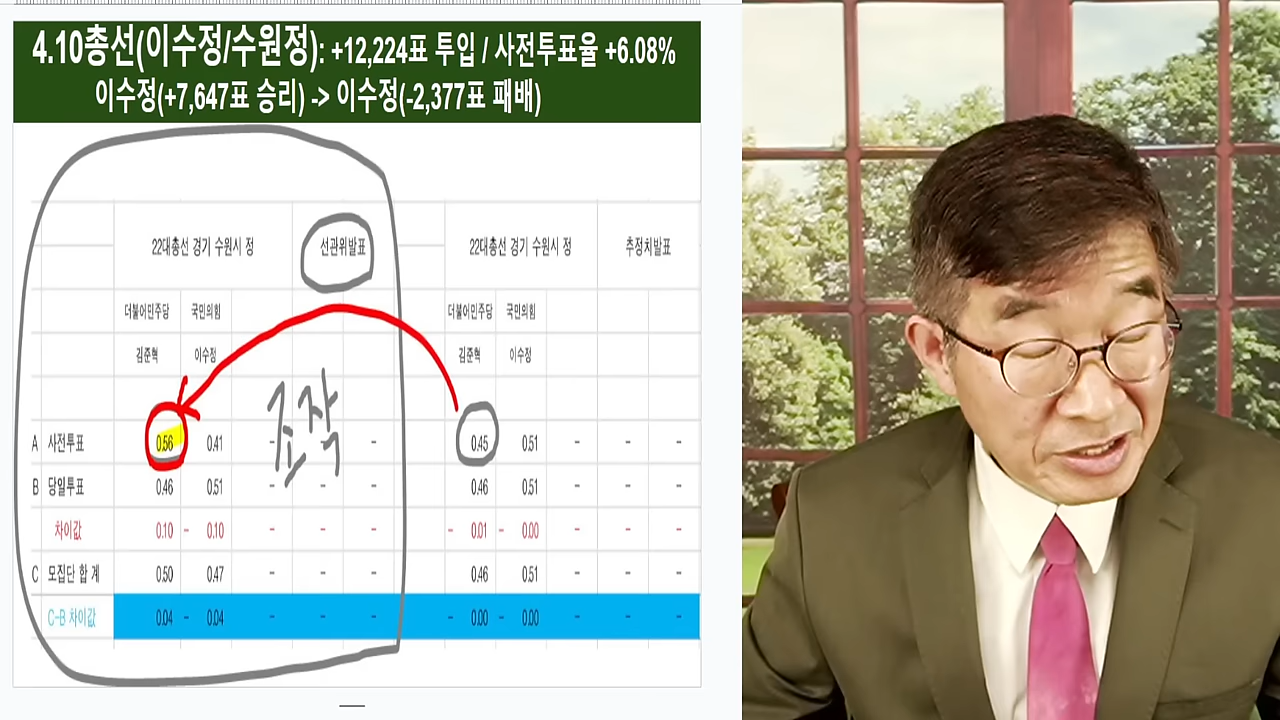 4.10총선(이수정/수원정): +12,224표 투입 / 사전투표율 +6.08%
이수정(+7,647표 승리) -> 이수정(-2,377표 패배)
22대총선 경기 수원시 정 선관위발표 22대총선 경기 수원시 정 추정치발표
더불어민주당 국민의힘 더불어민주당 국민의힘
김준혁 이수정 김준혁 이수정
조작
A 사전투표 0.56 0.41 - - - 0.45 0.51 - - -
B 당일투표 0.46 0.51 - - - 0.46 0.51 - - -
차이값 0.10 - 0.10 - - - - 0.01 - 0.00 - - -
C 모집단 합 계 0.50 0.47 - - - 0.46 0.51 - - -
C-B 차이값 0.04 - 0.04 - - - - 0.00 - 0.00 - - -